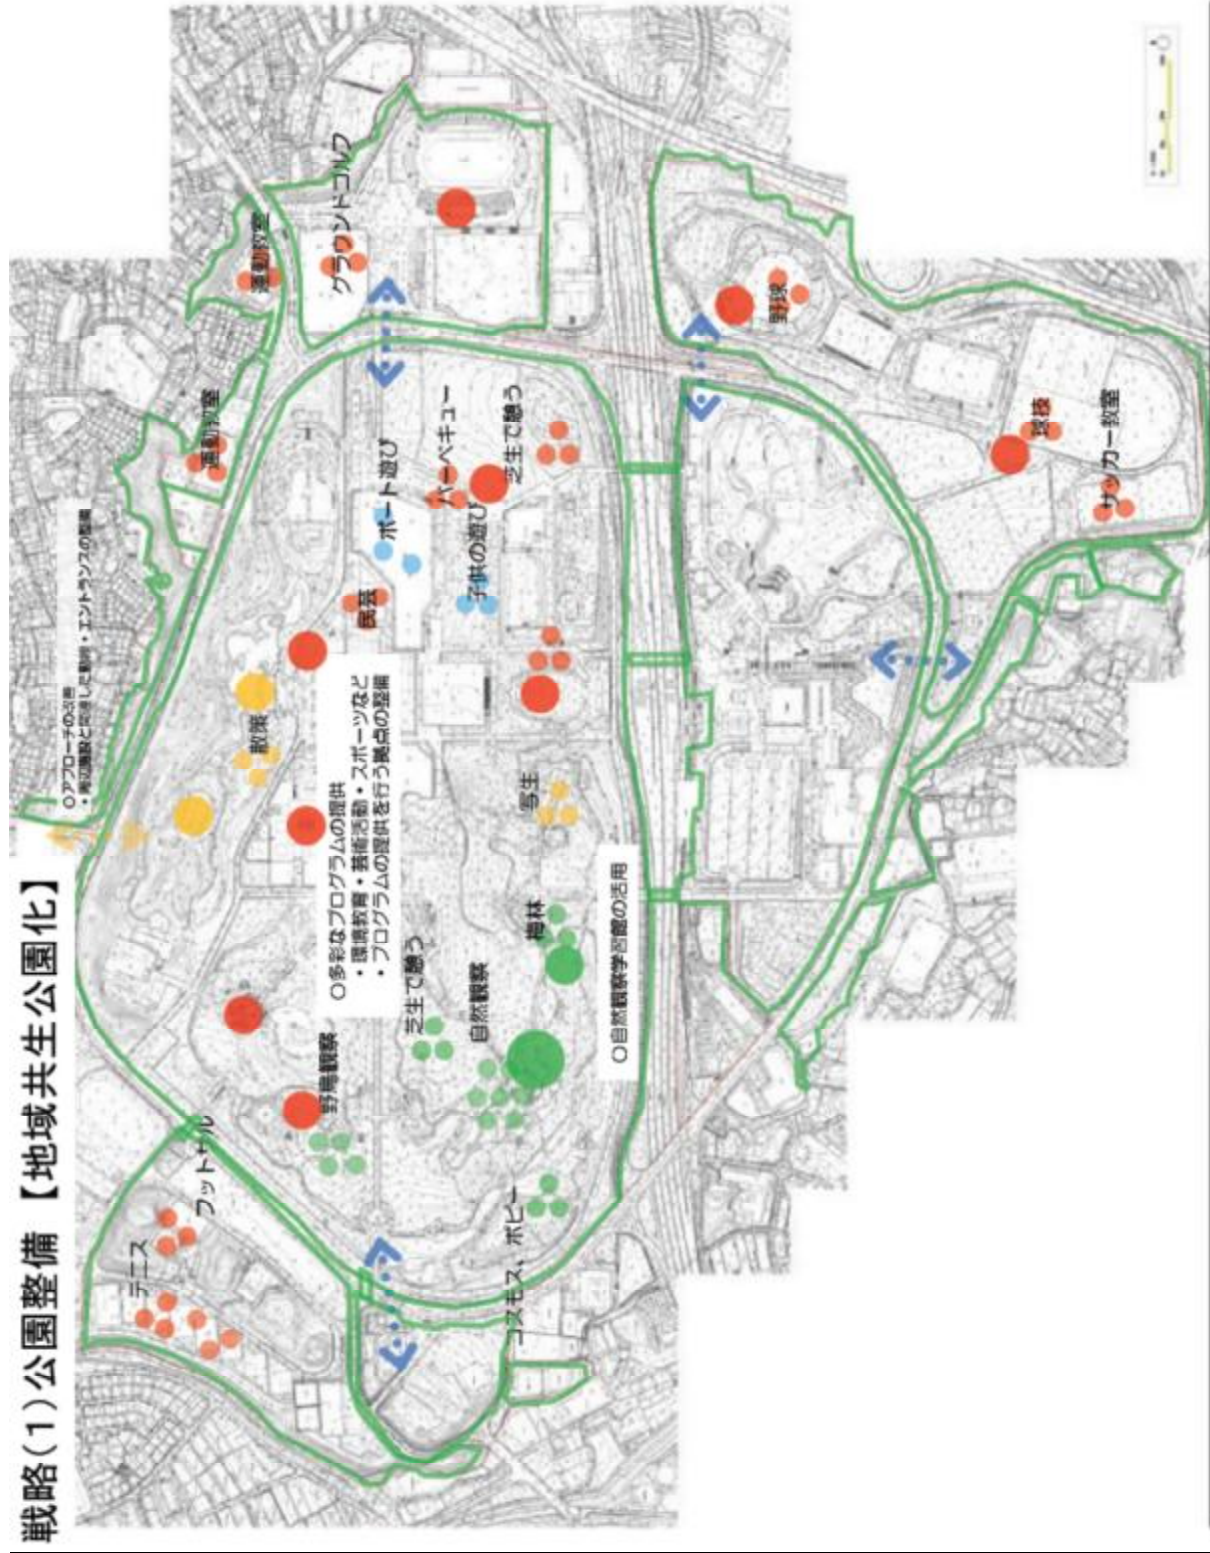 戦略(1)公園整備 【地域共生公園化】
○アプローチの改善
・周辺施設と関連した動線・エントランスの整備
テニス
フットサル
運動教室
運動教室
散策
グラウンドゴルフ
○多彩なプログラムの提供
・環境教育・芸術活動・スポーツなど
・プログラムの提供を行う拠点の整備
野鳥観察
民芸
ボート遊び
芝生で憩う
バーベキュー
自然観察
子供の遊び
コスモス、ポピー
梅林
写生
芝生で憩う
○自然観察学習館の活用
野球
球技
サッカー教室